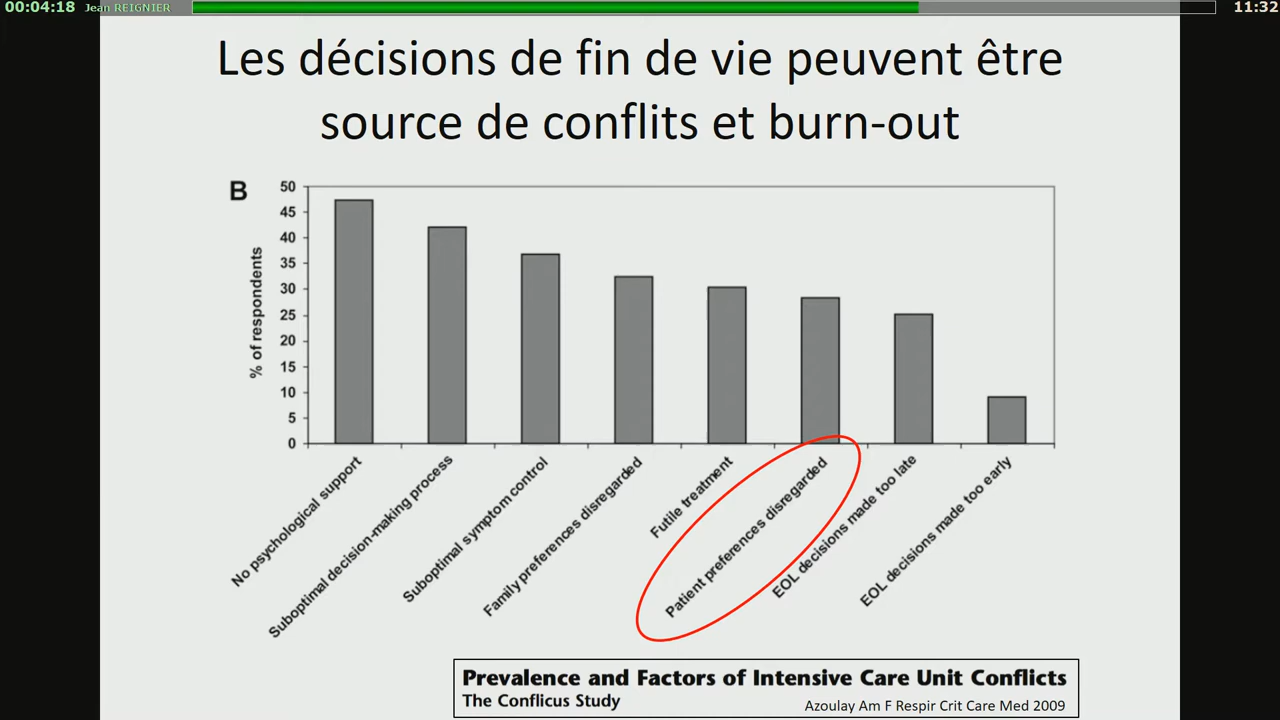 00:04:18 Jean REIGNIER 11:32
Les décisions de fin de vie peuvent être
source de conflits et burn-out
B
% of respondents
50
45
40
35
30
25
20
15
10
5
0
No psychological support
Suboptimal decision-making process
Suboptimal symptom control
Family preferences disregarded
Futile treatment
Patient preferences disregarded
EOL decisions made too late
EOL decisions made too early
Prevalence and Factors of Intensive Care Unit Conflicts
The Conflicus Study
Azoulay Am F Respir Crit Care Med 2009